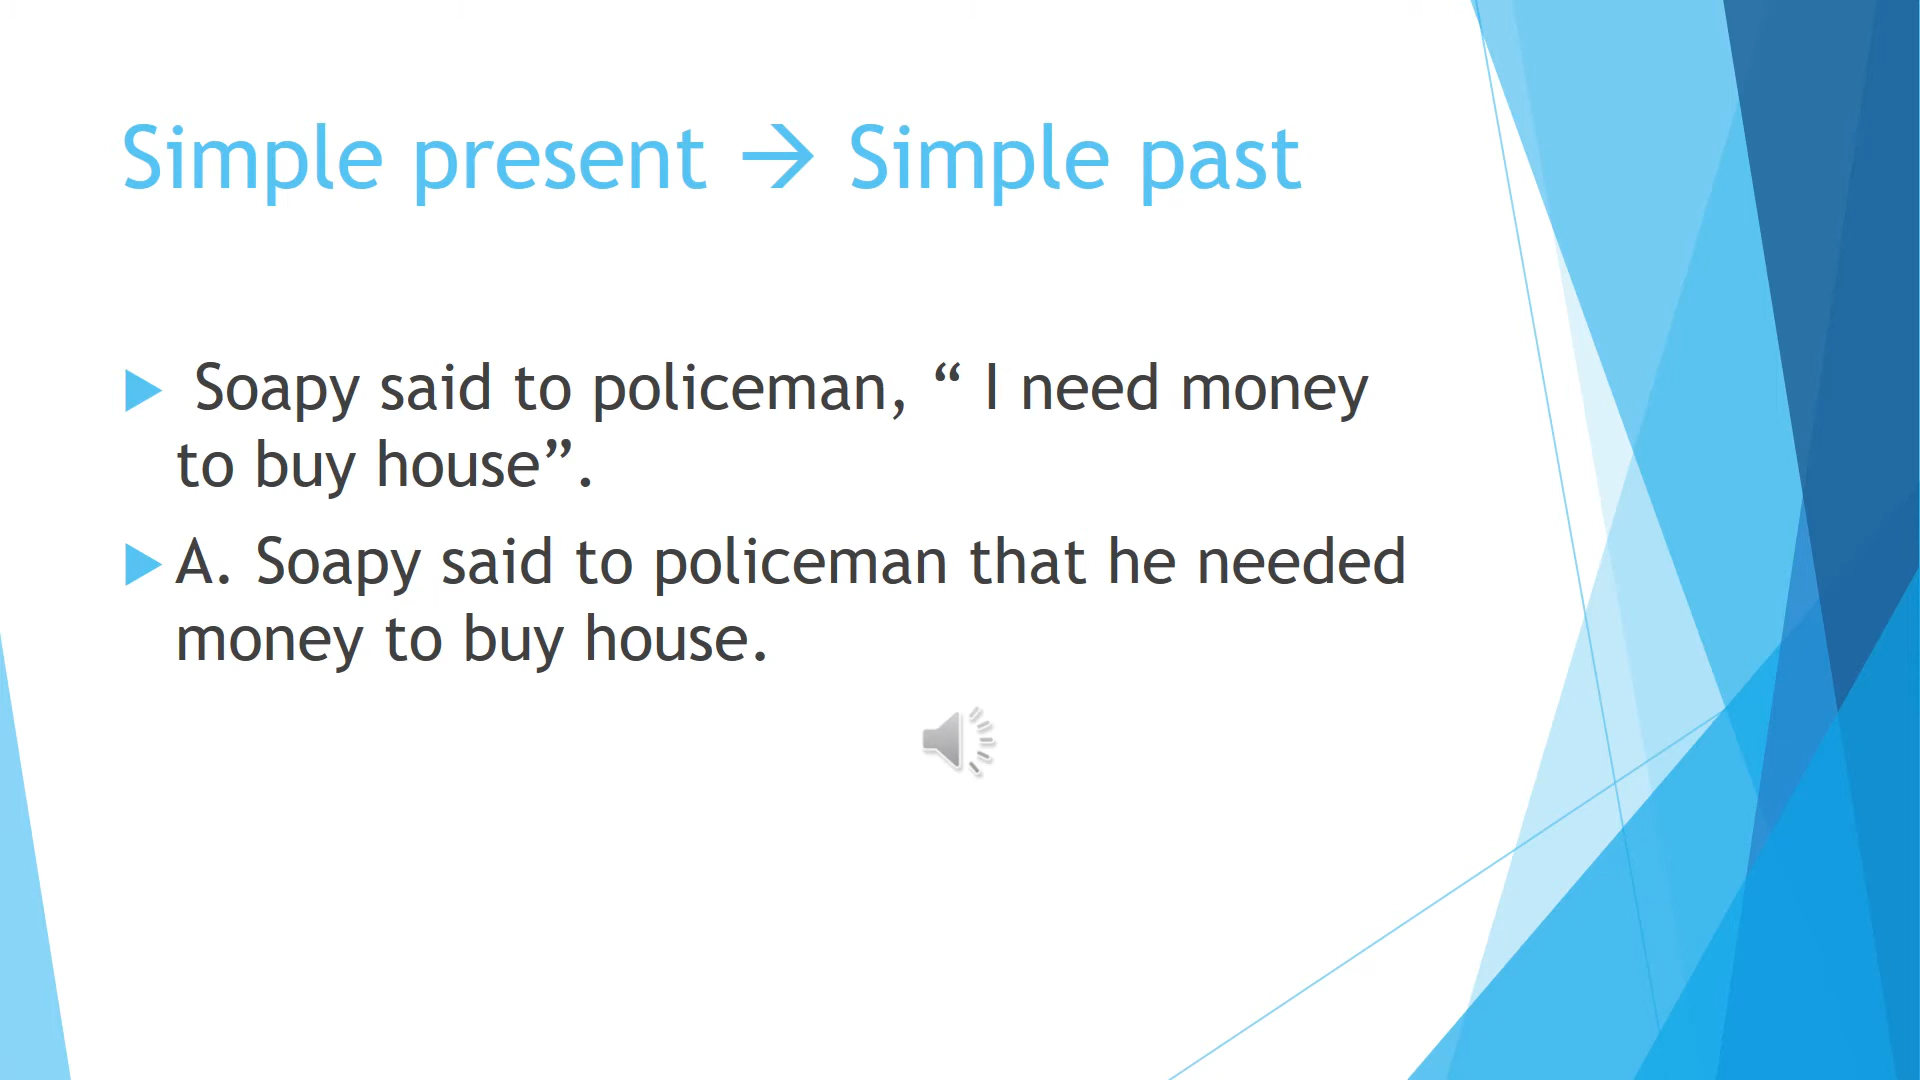 Simple present → Simple past
Soapy said to policeman, “ I need money
to buy house”.
A. Soapy said to policeman that he needed
money to buy house.